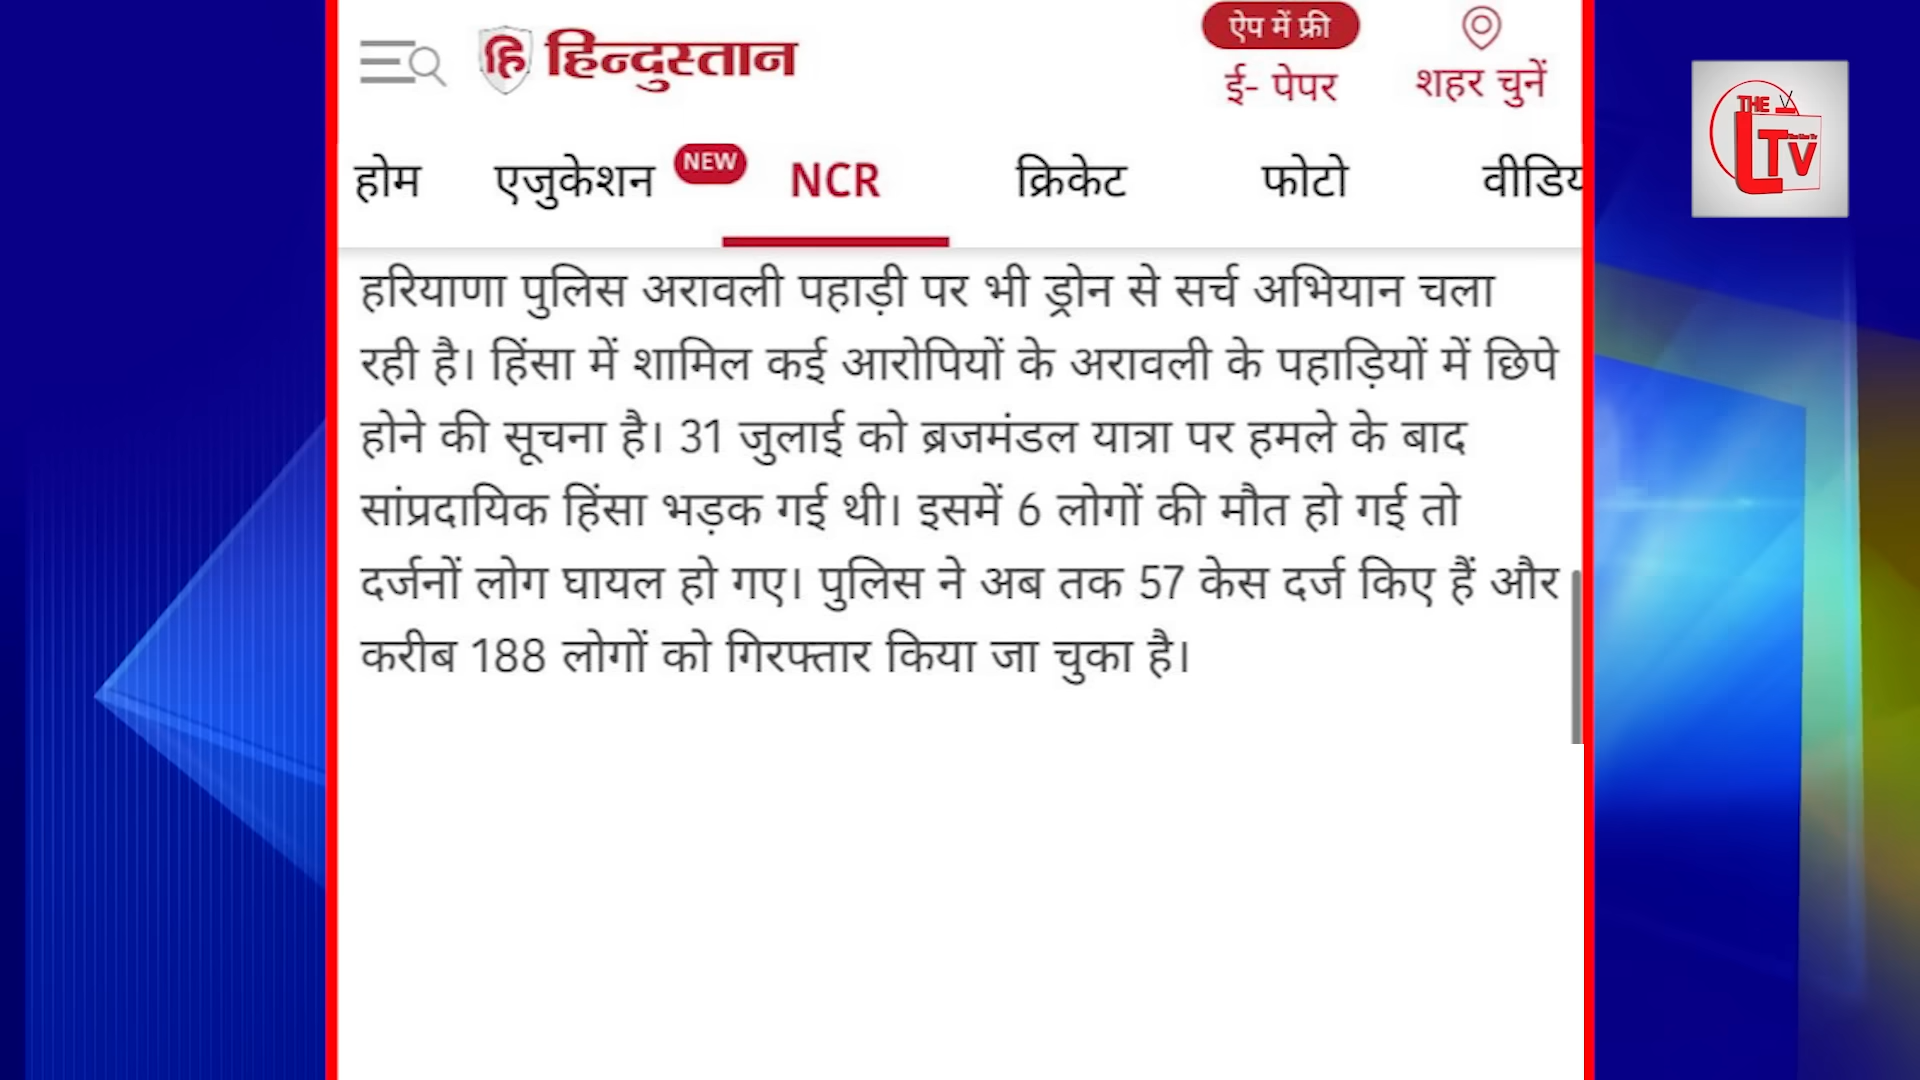 ऐप में फ्री
हि हिन्दुस्तान
ई- पेपर
शहर चुनें
होम एजुकेशन NEW NCR क्रिकेट फोटो वीडिय
हरियाणा पुलिस अरावली पहाड़ी पर भी ड्रोन से सर्च अभियान चला
रही है। हिंसा में शामिल कई आरोपियों के अरावली के पहाड़ियों में छिपे
होने की सूचना है। 31 जुलाई को ब्रजमंडल यात्रा पर हमले के बाद
सांप्रदायिक हिंसा भड़क गई थी। इसमें 6 लोगों की मौत हो गई तो
दर्जनों लोग घायल हो गए। पुलिस ने अब तक 57 केस दर्ज किए हैं और
करीब 188 लोगों को गिरफ्तार किया जा चुका है।
THE
LTV